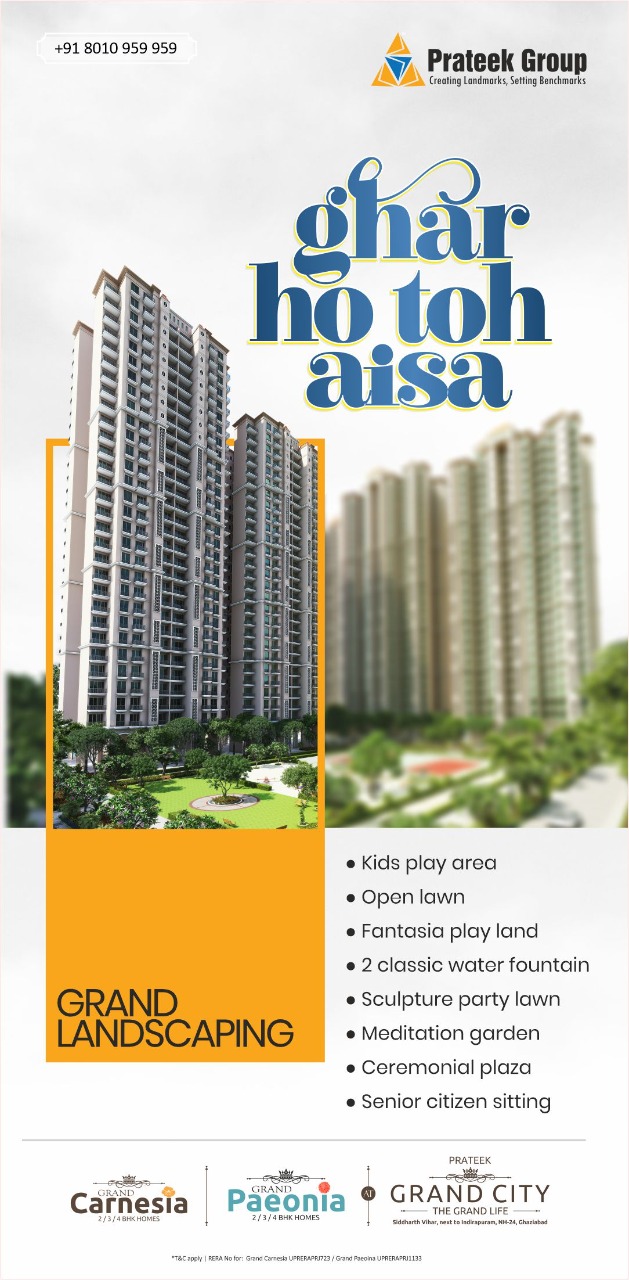 +91 8010 959 959
Prateek Group
Creating Landmarks, Setting Benchmarks
ghar
ho toh
aisa
• Kids play area
• Open lawn
• Fantasia play land
• 2 classic water fountain
• Sculpture party lawn
• Meditation garden
• Ceremonial plaza
• Senior citizen sitting
GRAND
LANDSCAPING
GRAND
Carnesia
2 / 3 / 4 BHK HOMES
GRAND
Paeonia
2 / 3 / 4 BHK HOMES
AT
PRATEEK
GRAND CITY
THE GRAND LIFE
Siddharth Vihar, next to Indirapuram, NH-24, Ghaziabad
*T&C apply | RERA No for: Grand Carnesia UPRERAPRJ723 / Grand Paeoina UPRERAPRJ1133